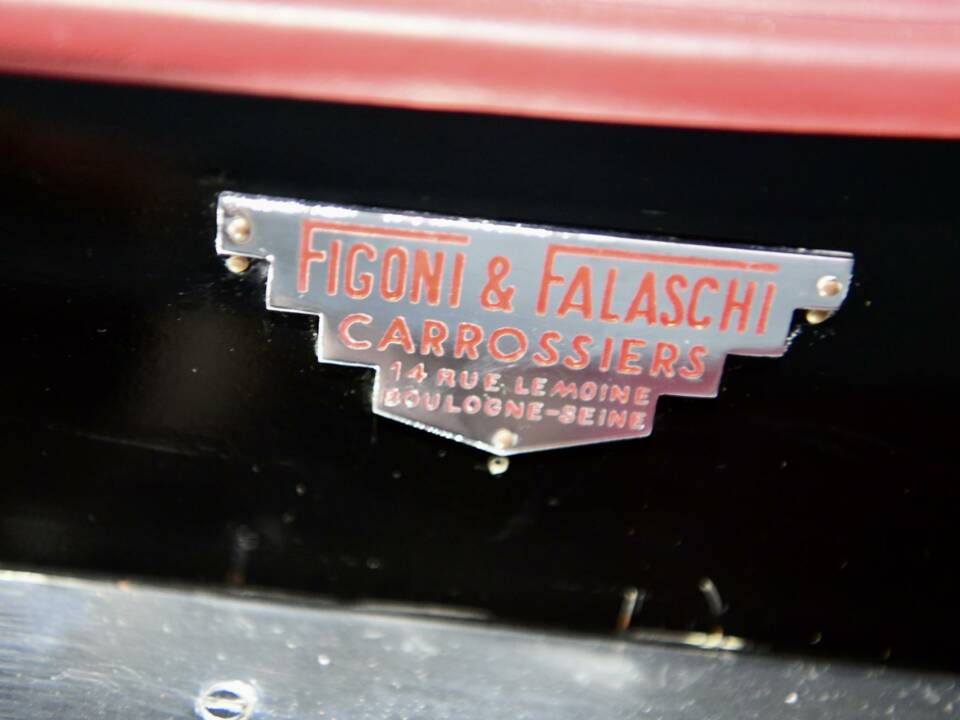 FIGONI & FALASCHI
CARROSSIERS
14 RUE LEMOINE
BOULOGNE-SEINE